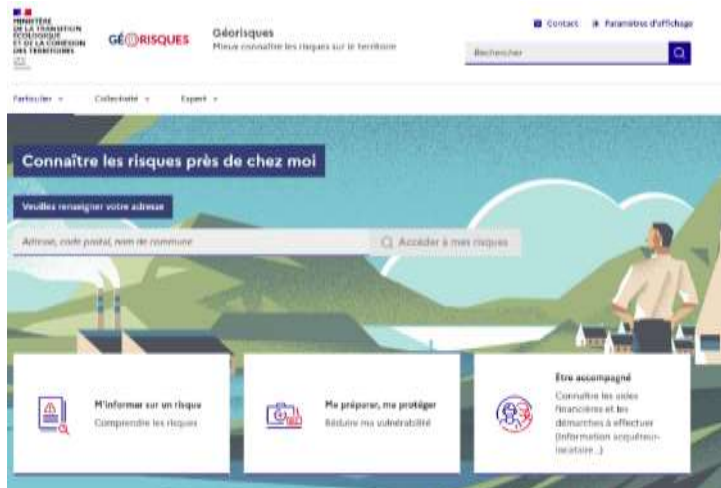 MINISTÈRE
DE LA TRANSITION
ÉCOLOGIQUE
ET DE LA COHÉSION
DES TERRITOIRES
GÉORISQUES
Géorisques
Mieux connaître les risques sur le territoire
Contact
Paramètres d'affichage
Rechercher
Particulier
Collectivité
Expert
Connaître les risques près de chez moi
Veuillez renseigner votre adresse
Adresse, code postal, nom de commune
Accéder à mes risques
M'informer sur un risque
Comprendre les risques
Me préparer, me protéger
Réduire ma vulnérabilité
Etre accompagné
Connaître les aides
financières et les
démarches à effectuer
(Information acquéreur-
locataire...)